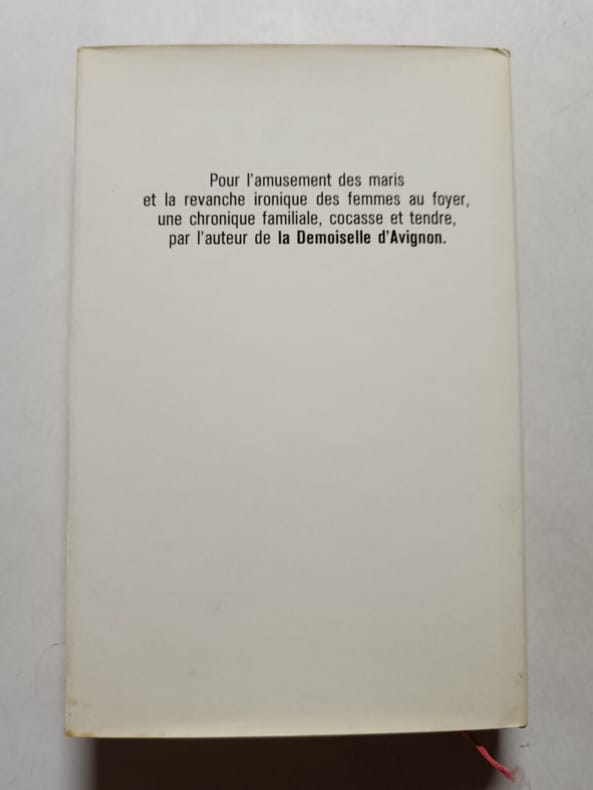 Pour l'amusement des maris
et la revanche ironique des femmes au foyer,
une chronique familiale, cocasse et tendre,
par l'auteur de la Demoiselle d'Avignon.